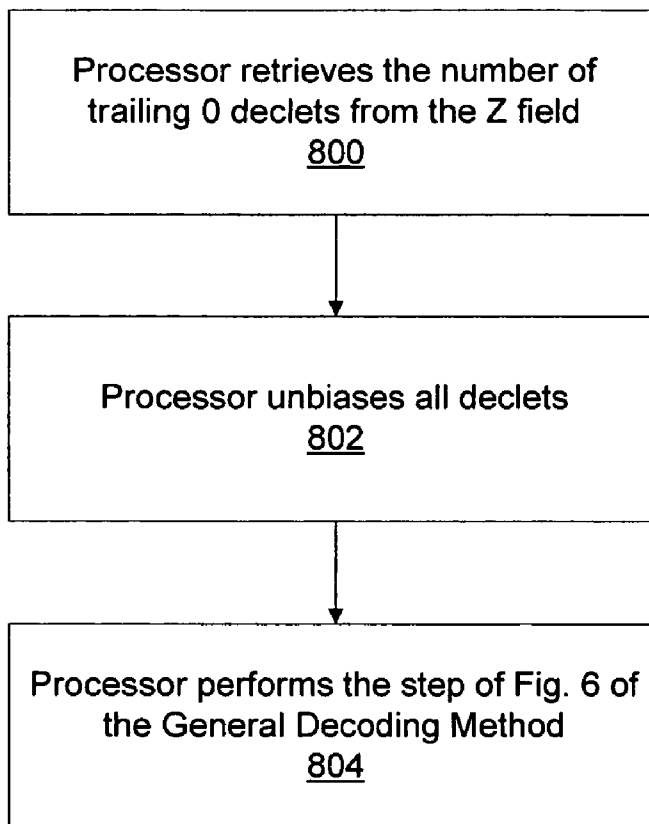 Processor retrieves the number of
trailing 0 declets from the Z field
800
Processor unbiases all declets
802
Processor performs the step of Fig. 6 of
the General Decoding Method
804